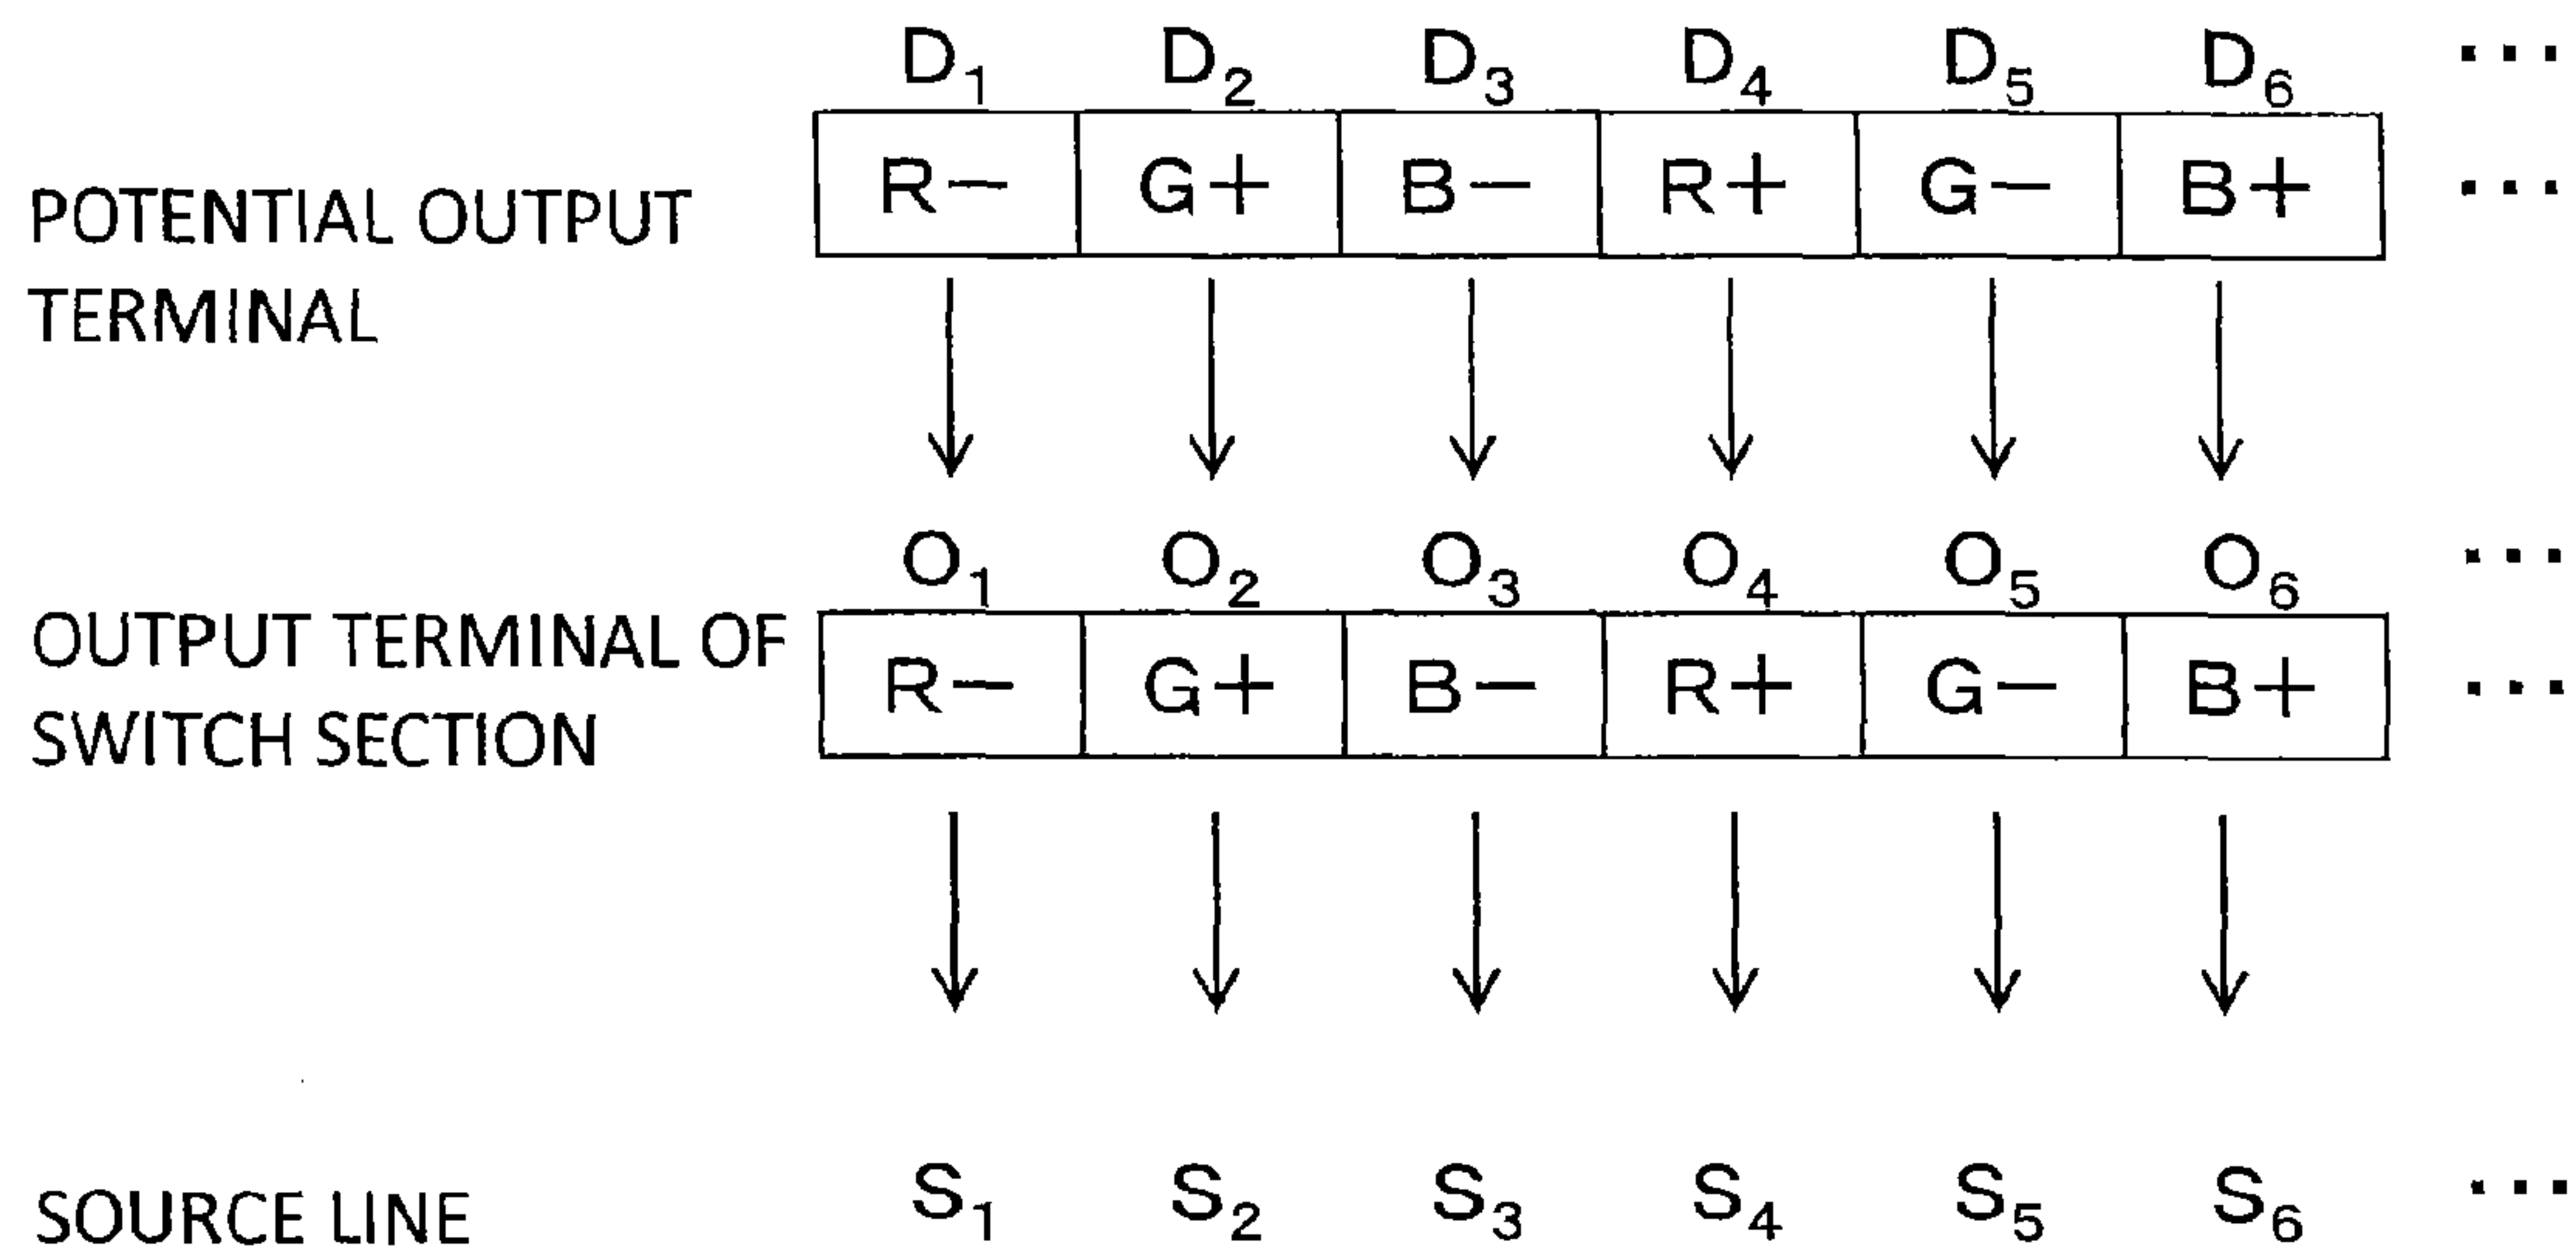 D₁ D₂ D₃ D₄ D₅ D₆ ...
POTENTIAL OUTPUT
TERMINAL
R− G+ B− R+ G− B+ ...
O₁ O₂ O₃ O₄ O₅ O₆ ...
OUTPUT TERMINAL OF
SWITCH SECTION
R− G+ B− R+ G− B+ ...
SOURCE LINE
S₁ S₂ S₃ S₄ S₅ S₆ ...